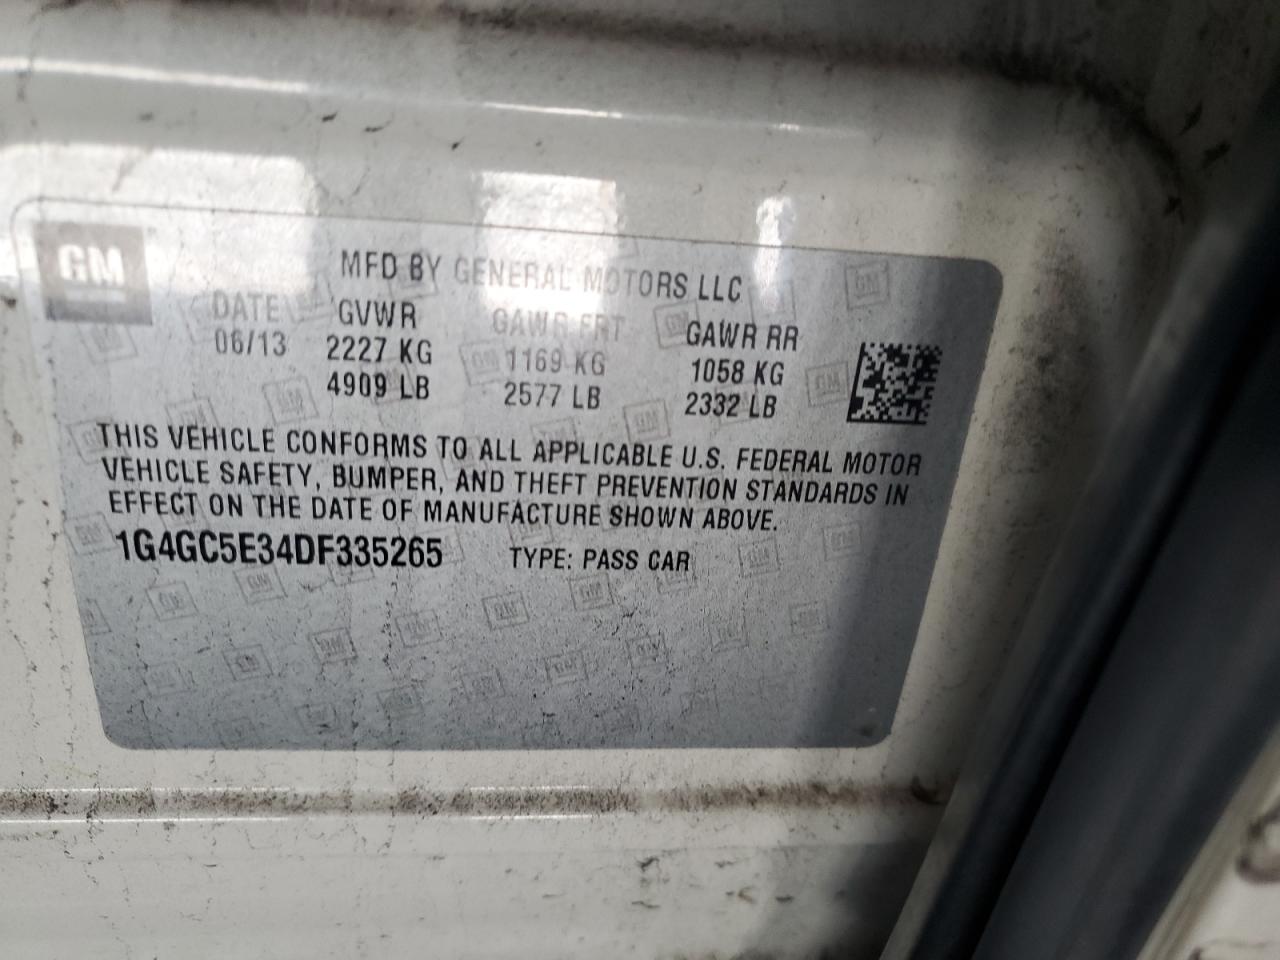 GM
MFD BY GENERAL MOTORS LLC
DATE GVWR GAWR FRT GAWR RR
06/13 2227 KG 1169 KG 1058 KG
4909 LB 2577 LB 2332 LB
THIS VEHICLE CONFORMS TO ALL APPLICABLE U.S. FEDERAL MOTOR
VEHICLE SAFETY, BUMPER, AND THEFT PREVENTION STANDARDS IN
EFFECT ON THE DATE OF MANUFACTURE SHOWN ABOVE.
1G4GC5E34DF335265 TYPE: PASS CAR